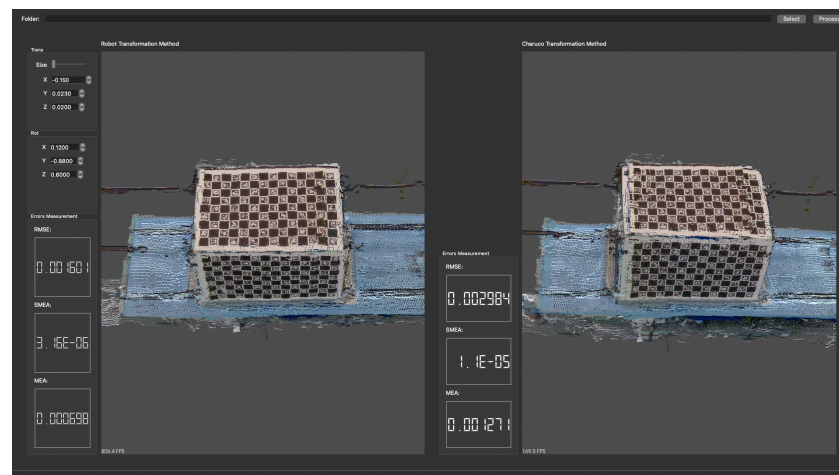 Folder:
Select
Process
Robot Transformation Method
Charuco Transformation Method
Trans
Size
X -0.150
Y 0.0230
Z 0.0200
Rot
X 0.1200
Y -0.8800
Z 0.6000
Errors Measurement
RMSE:
0.001601
SMEA:
3.16E-06
MEA:
0.000698
806.4 FPS
Errors Measurement
RMSE:
0.002984
SMEA:
1.1E-05
MEA:
0.001271
169.5 FPS